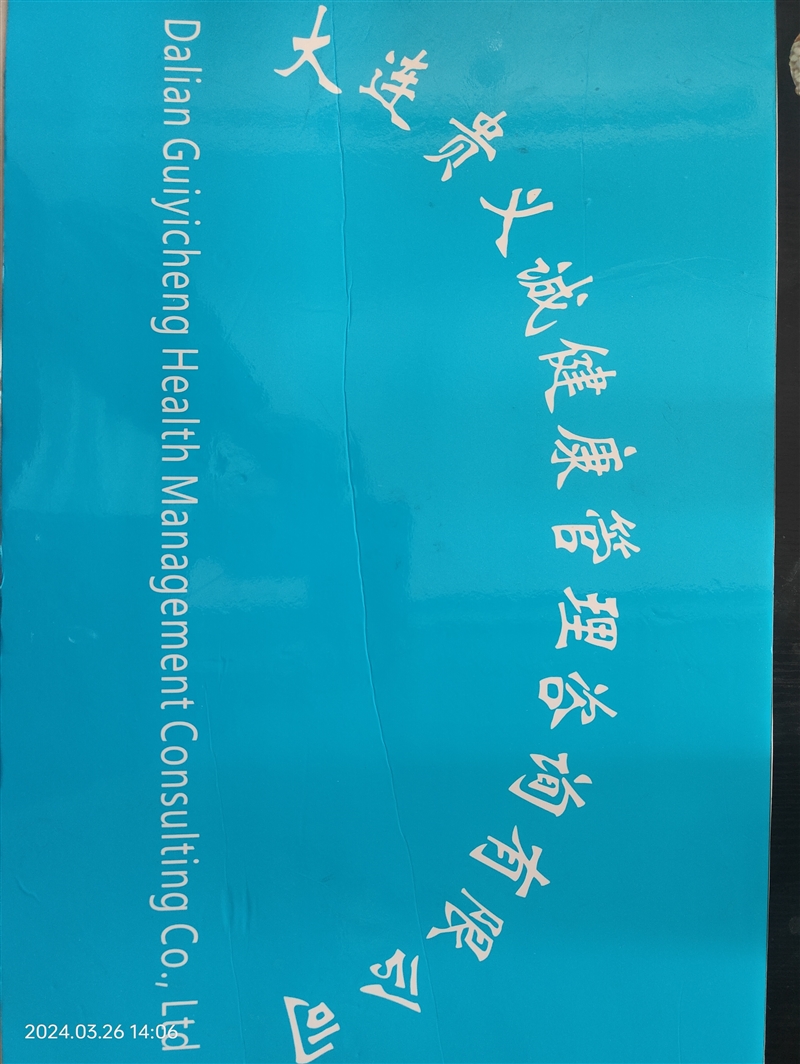 大连贵义诚健康管理咨询有限公司
Dalian Guiyicheng Health Management Consulting Co., Ltd
2024.03.26 14:06